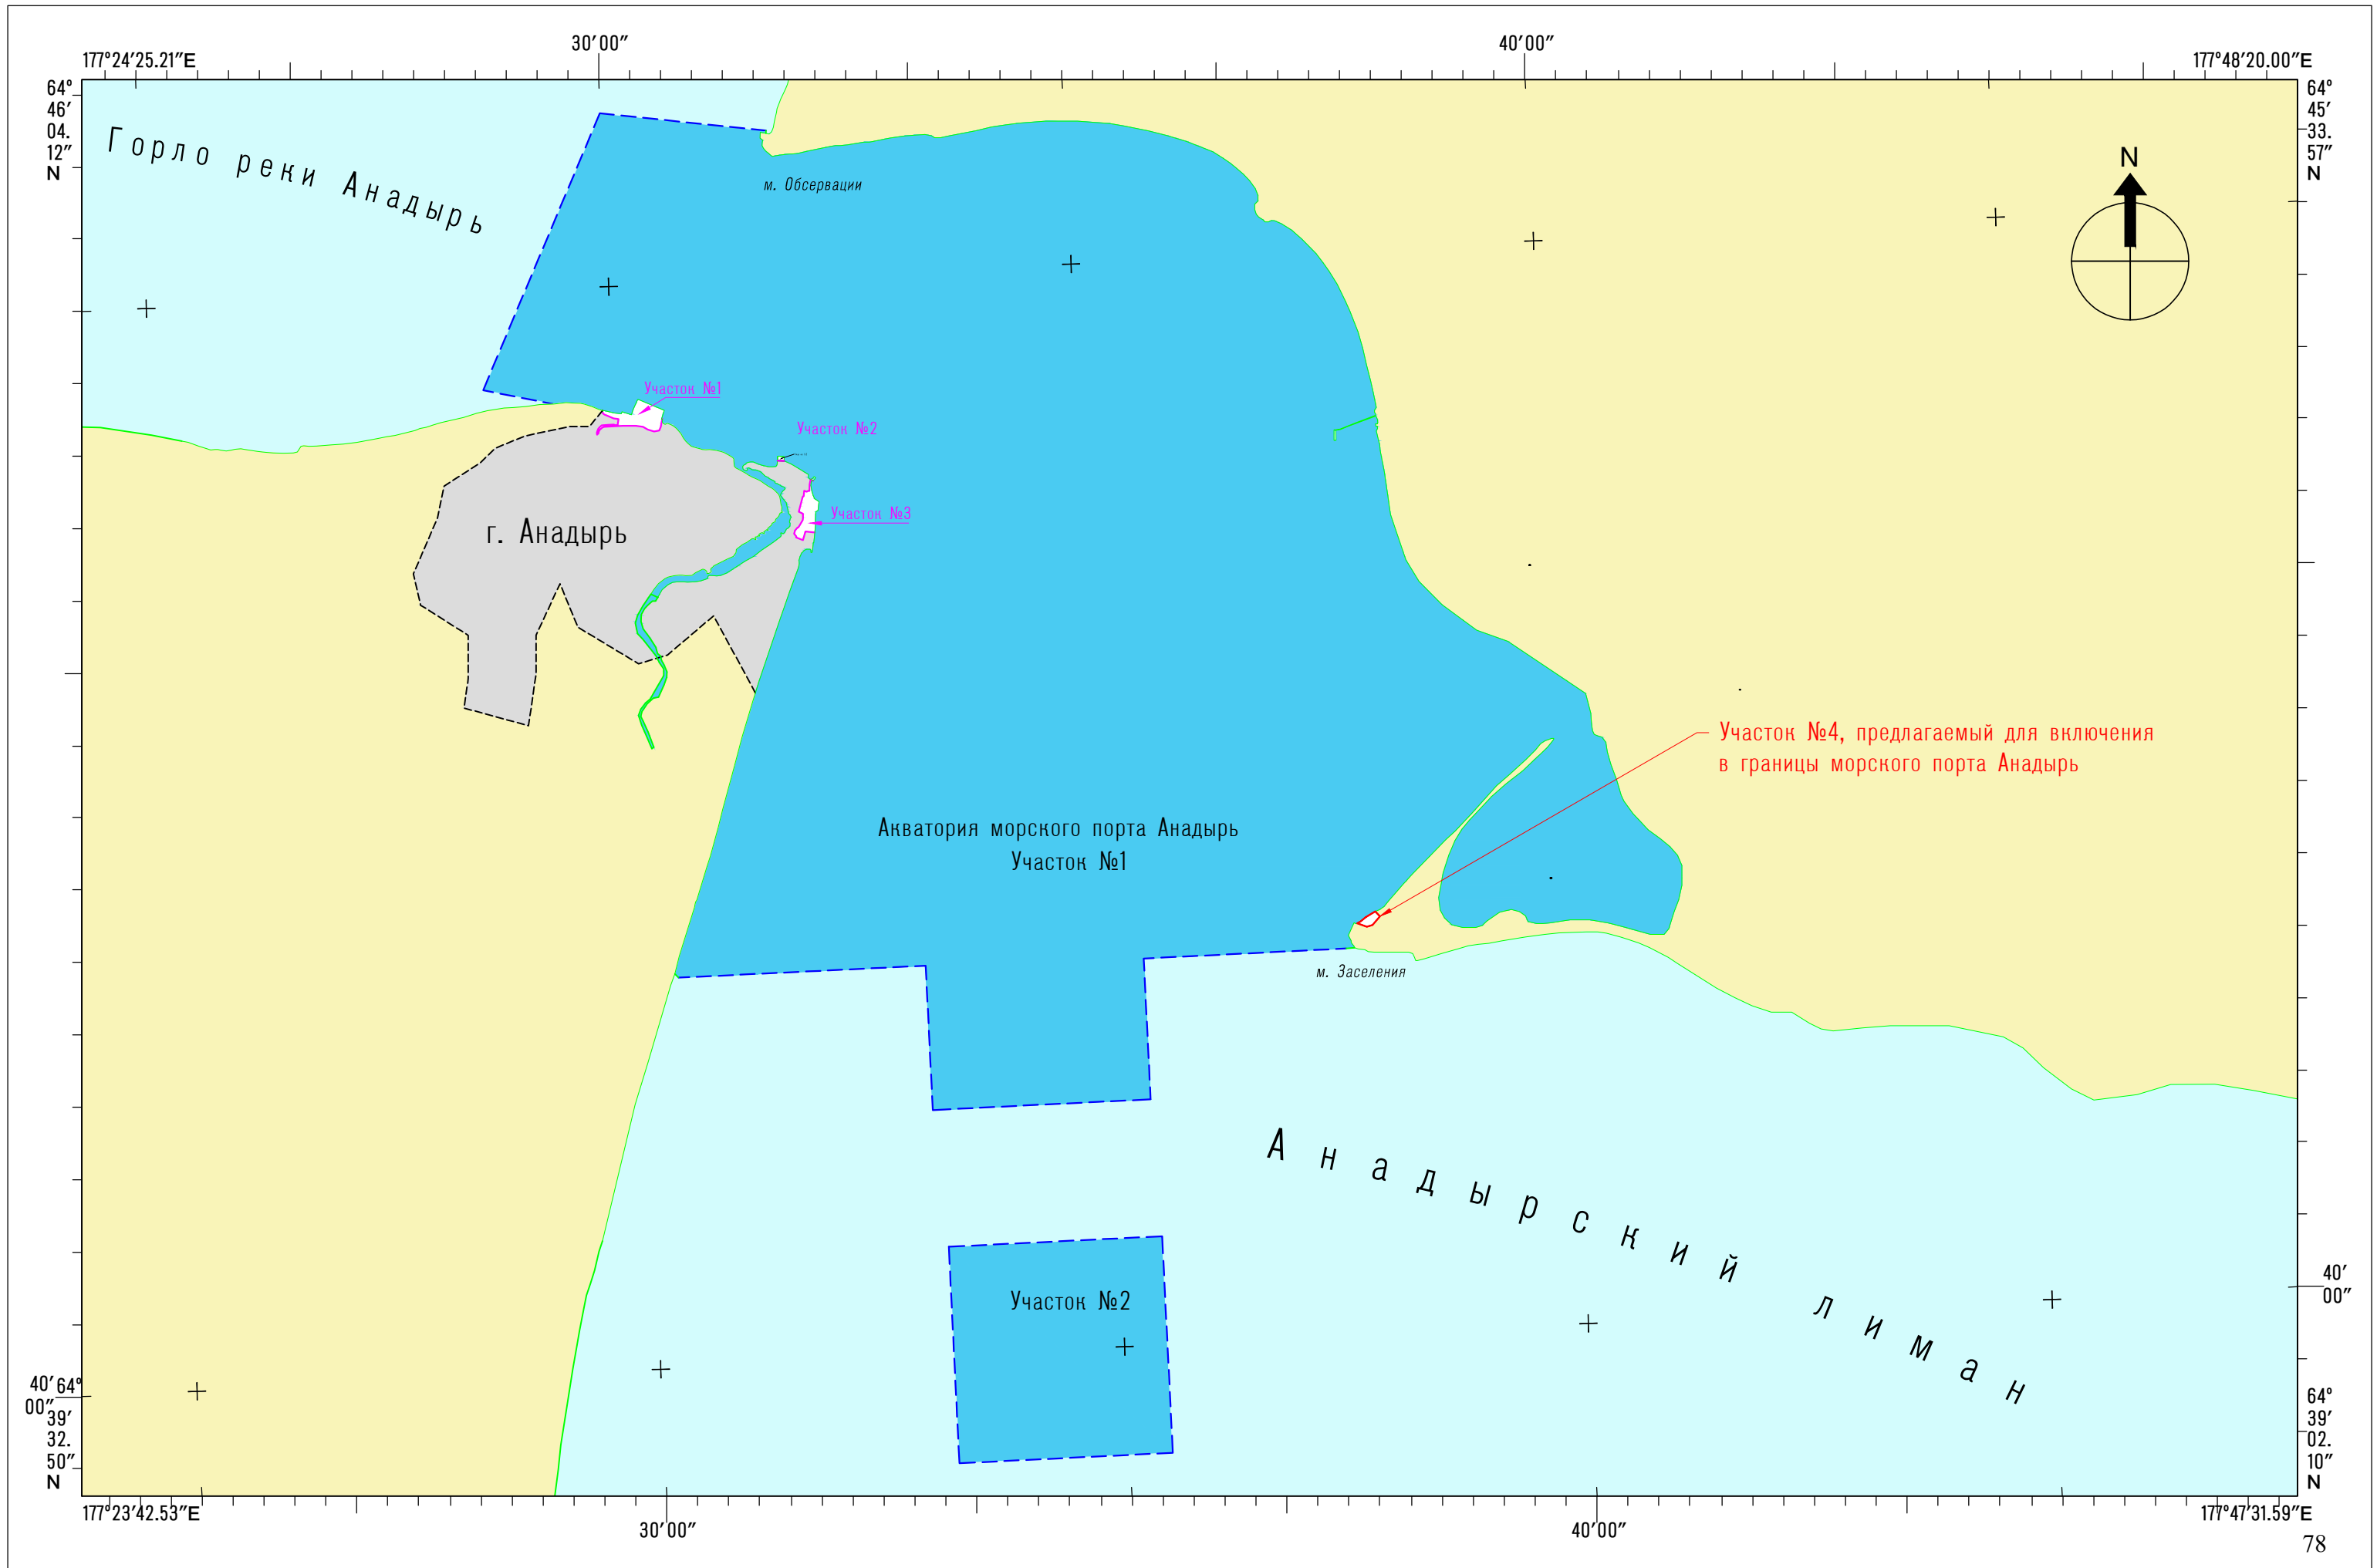 30'00"
40'00"
177°24'25.21"E
177°48'20.00"E
64°
46'
04.
12"
N
64°
45'
33.
57"
N
Горло реки Анадырь
N
м. Обсервации
Участок №1
Участок №2
Участок №3
г. Анадырь
Участок №4, предлагаемый для включения
в границы морского порта Анадырь
Акватория морского порта Анадырь
Участок №1
м. Заселения
Анадырский лиман
Участок №2
40'
00"
40'
00"
64°
39'
32.
50"
N
64°
39'
02.
10"
N
177°23'42.53"E
177°47'31.59"E
30'00"
40'00"
78